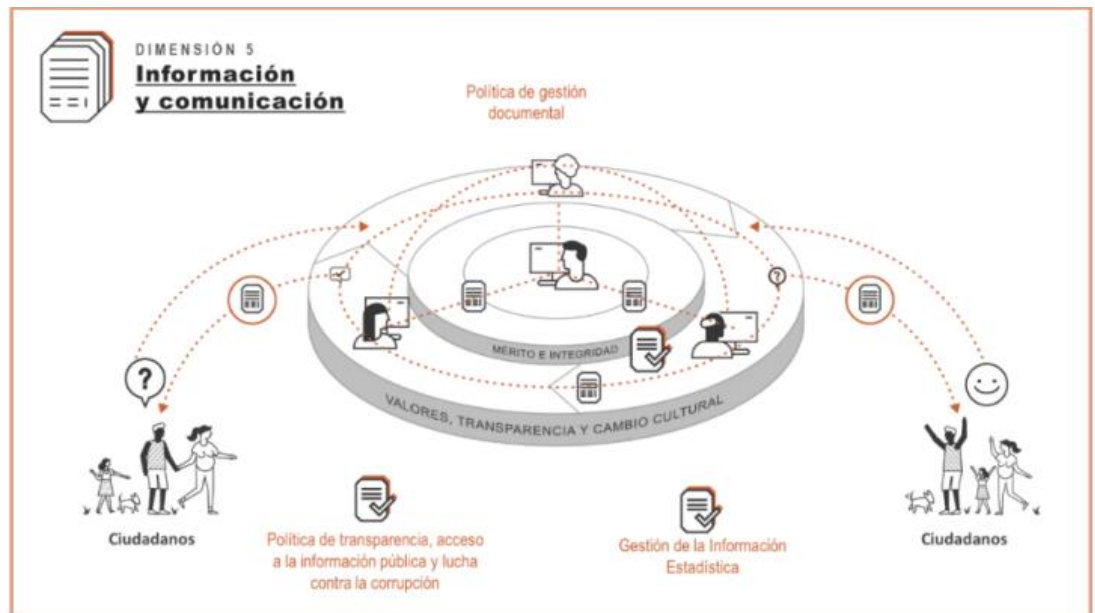 DIMENSIÓN 5
Información
y comunicación
Política de gestión
documental
?
MÉRITO E INTEGRIDAD
VALORES, TRANSPARENCIA Y CAMBIO CULTURAL
?
Ciudadanos
Política de transparencia, acceso
a la información pública y lucha
contra la corrupción
Gestión de la Información
Estadística
Ciudadanos